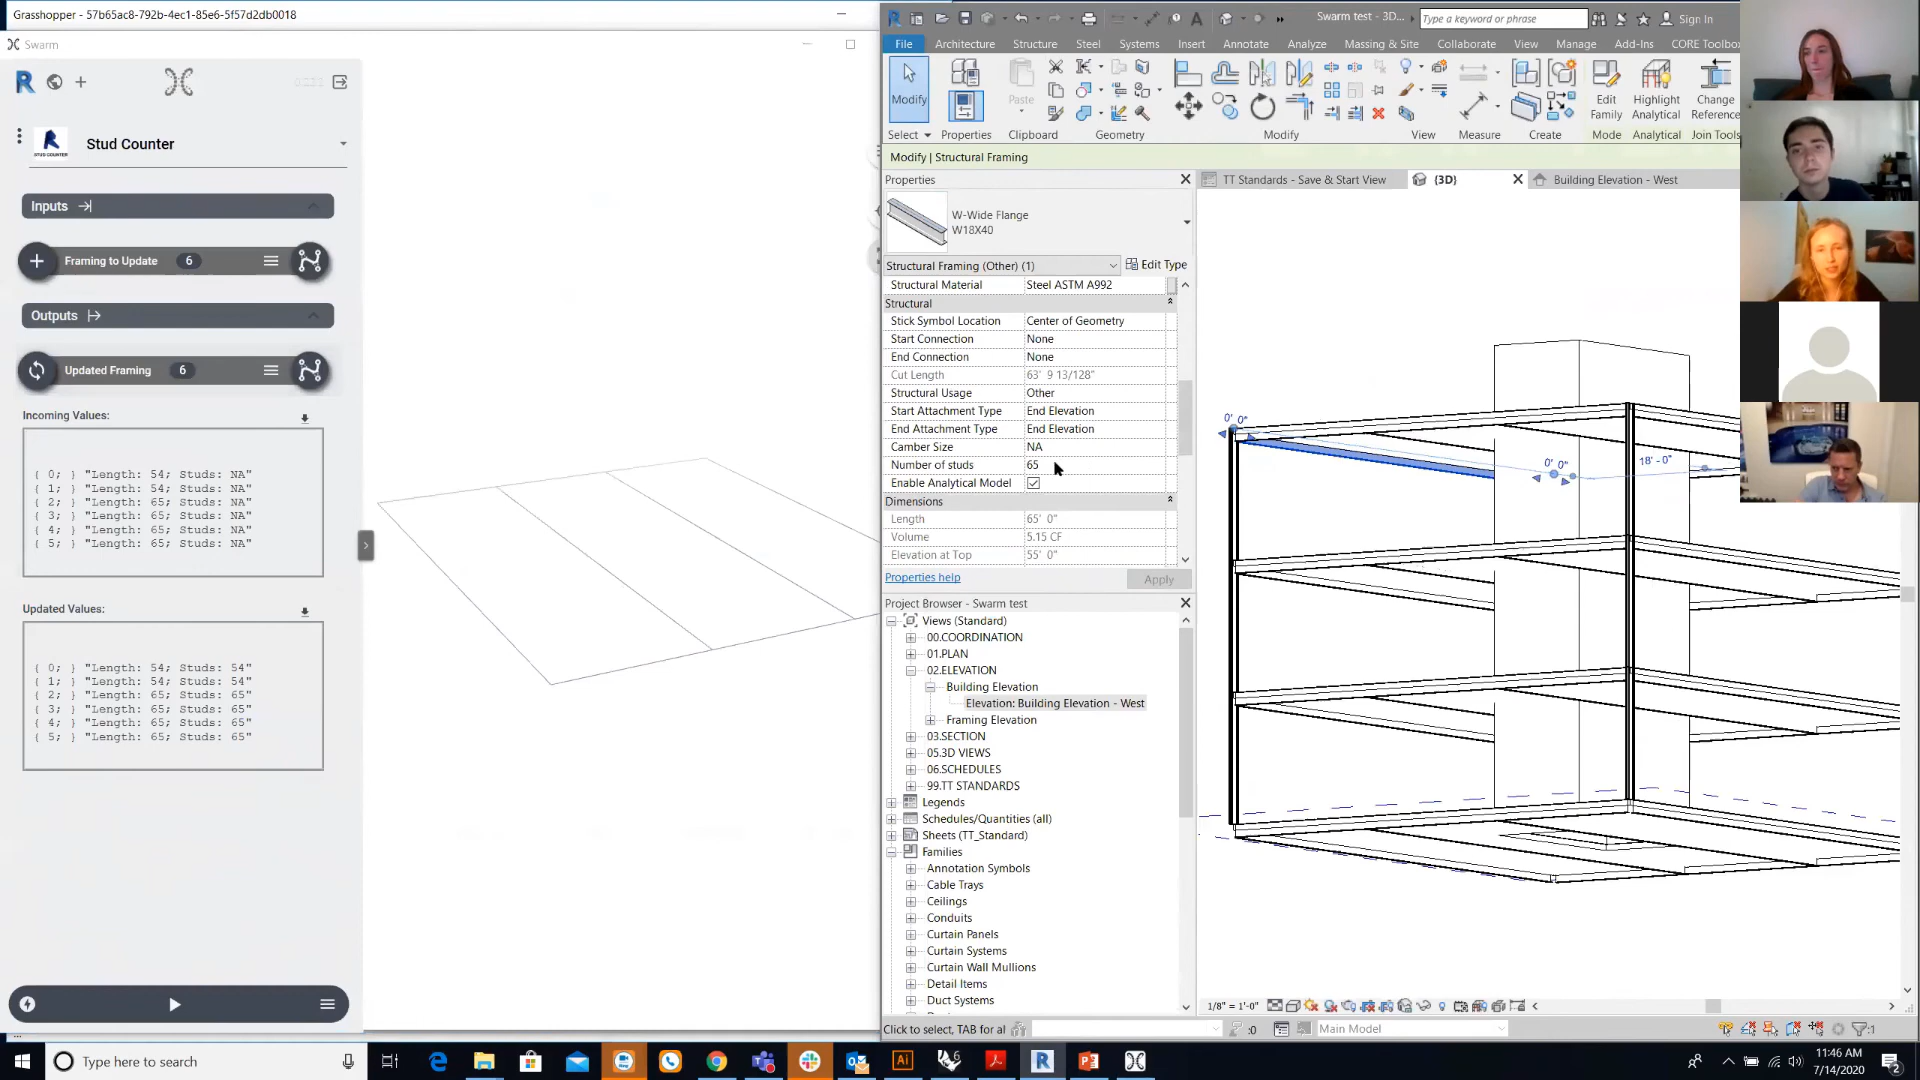 Grasshopper - 57b65ac8-792b-4ec1-85e6-5f57d2db0018
Swarm
Stud Counter
STUD COUNTER
Inputs
Framing to Update 6
Outputs
Updated Framing 6
Incoming Values:
{ 0; } "Length: 54; Studs: NA"
{ 1; } "Length: 54; Studs: NA"
{ 2; } "Length: 65; Studs: NA"
{ 3; } "Length: 65; Studs: NA"
{ 4; } "Length: 65; Studs: NA"
{ 5; } "Length: 65; Studs: NA"
Updated Values:
{ 0; } "Length: 54; Studs: 54"
{ 1; } "Length: 54; Studs: 54"
{ 2; } "Length: 65; Studs: 65"
{ 3; } "Length: 65; Studs: 65"
{ 4; } "Length: 65; Studs: 65"
{ 5; } "Length: 65; Studs: 65"
Swarm test - 3D...
Type a keyword or phrase
Sign In
File Architecture Structure Steel Systems Insert Annotate Analyze Massing & Site Collaborate View Manage Add-Ins CORE Toolbox
Modify
Paste
Edit Family
Highlight Analytical
Change Reference
Select Properties Clipboard Geometry Modify View Measure Create Mode Analytical Join Tools
Modify | Structural Framing
Properties
TT Standards - Save & Start View
{3D}
Building Elevation - West
W-Wide Flange
W18X40
Structural Framing (Other) (1)
Edit Type
Structural Material Steel ASTM A992
Structural
Stick Symbol Location Center of Geometry
Start Connection None
End Connection None
Cut Length 63' 9 13/128"
Structural Usage Other
Start Attachment Type End Elevation
End Attachment Type End Elevation
Camber Size NA
Number of studs 65
Enable Analytical Model
Dimensions
Length 65' 0"
Volume 5.15 CF
Elevation at Top 55' 0"
Properties help
Apply
Project Browser - Swarm test
Views (Standard)
00.COORDINATION
01.PLAN
02.ELEVATION
Building Elevation
Elevation: Building Elevation - West
Framing Elevation
03.SECTION
05.3D VIEWS
06.SCHEDULES
99.TT STANDARDS
Legends
Schedules/Quantities (all)
Sheets (TT_Standard)
Families
Annotation Symbols
Cable Trays
Ceilings
Conduits
Curtain Panels
Curtain Systems
Curtain Wall Mullions
Detail Items
Duct Systems
0' 0"
0' 0"
18' - 0"
1/8" = 1'-0"
Click to select, TAB for al
:0
Main Model
:1
Type here to search
11:46 AM
7/14/2020
2